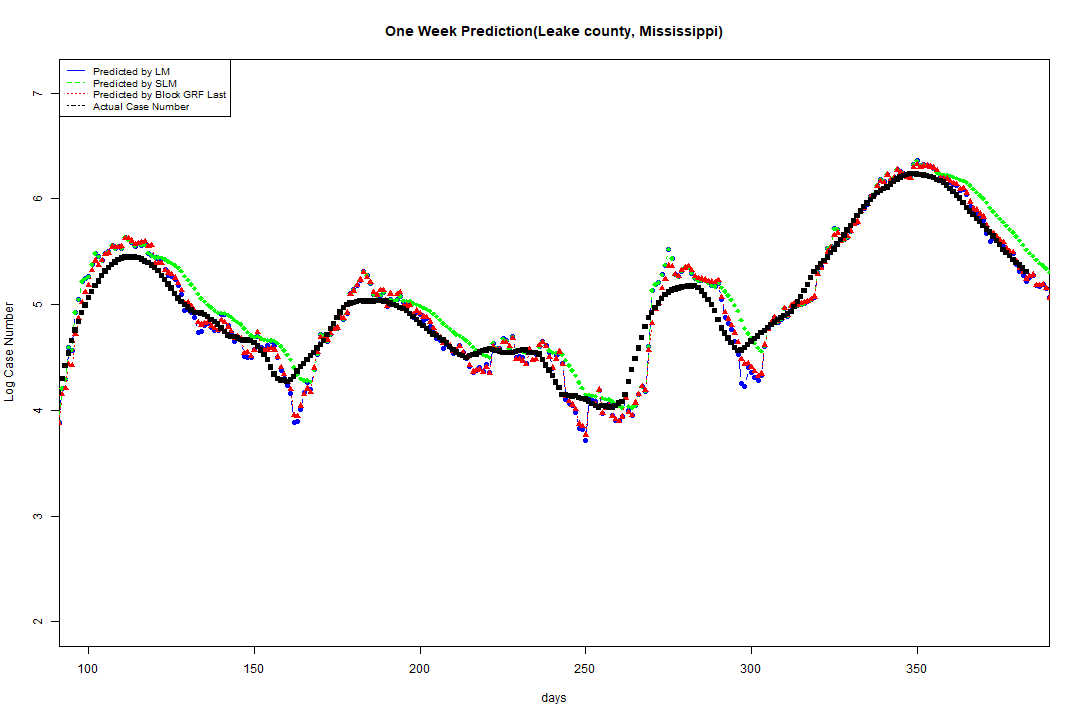 One Week Prediction(Leake county, Mississippi)
Predicted by LM
Predicted by SLM
Predicted by Block GRF Last
Actual Case Number
7
6
5
4
3
2
Log Case Number
100 150 200 250 300 350
days